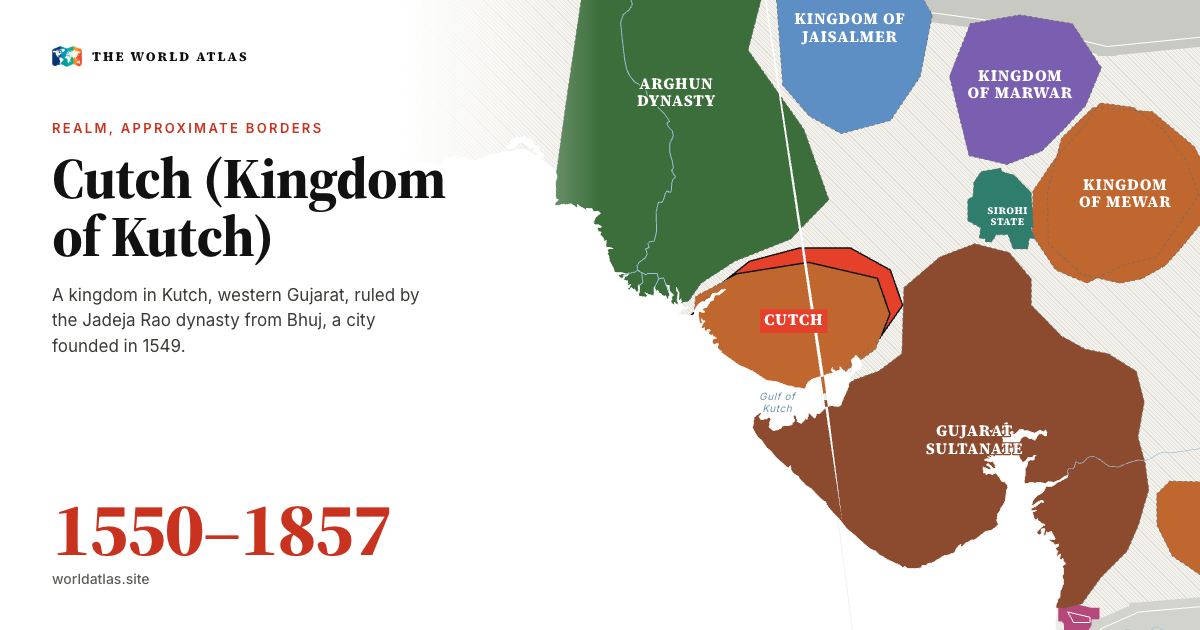 THE WORLD ATLAS
REALM, APPROXIMATE BORDERS
Cutch (Kingdom
of Kutch)
A kingdom in Kutch, western Gujarat, ruled by
the Jadeja Rao dynasty from Bhuj, a city
founded in 1549.
1550–1857
worldatlas.site
KINGDOM OF
JAISALMER
ARGHUN
DYNASTY
KINGDOM
OF MARWAR
KINGDOM
OF MEWAR
SIROHI
STATE
CUTCH
Gulf of
Kutch
GUJARAT
SULTANATE